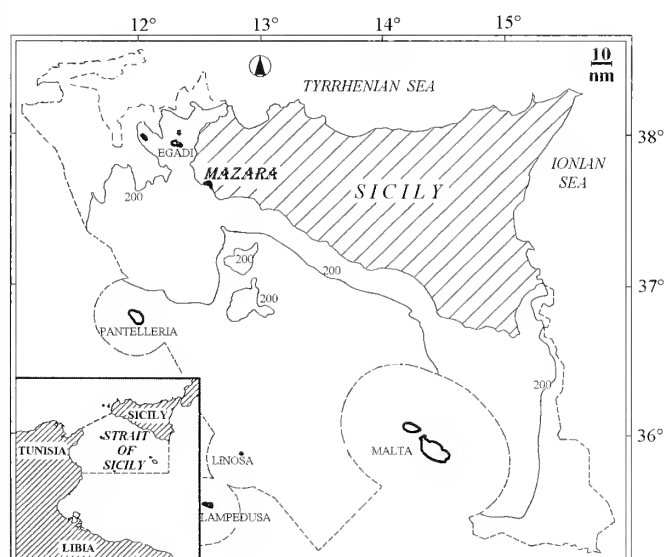 12°
13°
14°
15°
10
nm
TYRRHENIAN SEA
38°
EGADI
MAZARA
IONIAN
SEA
SICILY
200
200
200
200
37°
PANTELLERIA
200
SICILY
STRAIT
OF
SICILY
TUNISIA
LIBIA
LINOSA
LAMPEDUSA
MALTA
36°